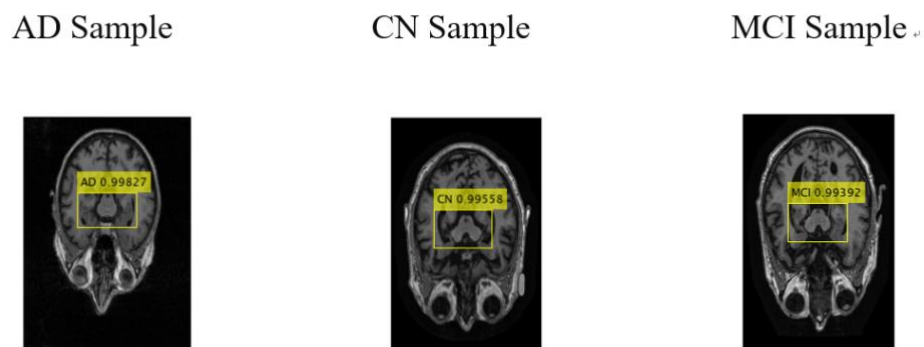 AD Sample
CN Sample
MCI Sample
AD 0.99827
CN 0.99558
MCI 0.99392